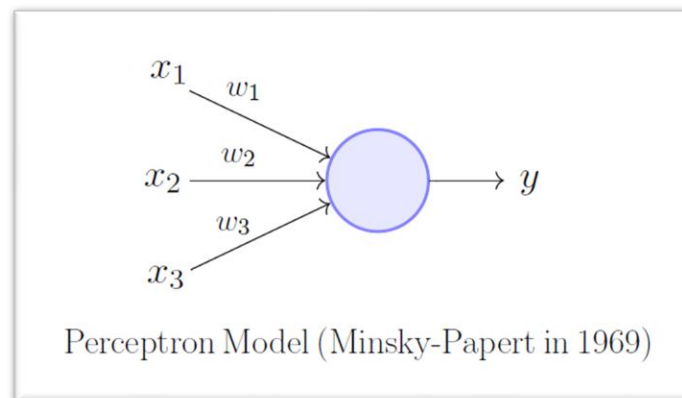 x1
w1
w2
x2
y
w3
x3
Perceptron Model (Minsky-Papert in 1969)